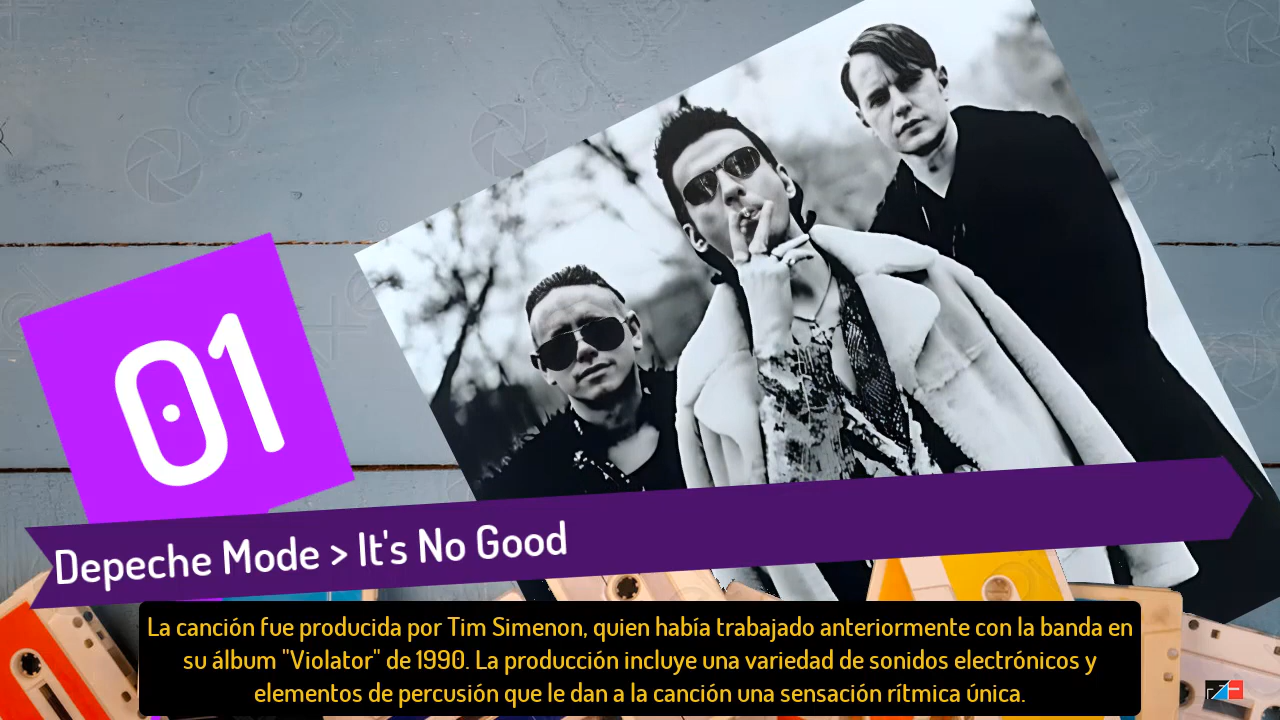 01
Depeche Mode > It's No Good
La canción fue producida por Tim Simenon, quien había trabajado anteriormente con la banda en
su álbum "Violator" de 1990. La producción incluye una variedad de sonidos electrónicos y
elementos de percusión que le dan a la canción una sensación rítmica única.